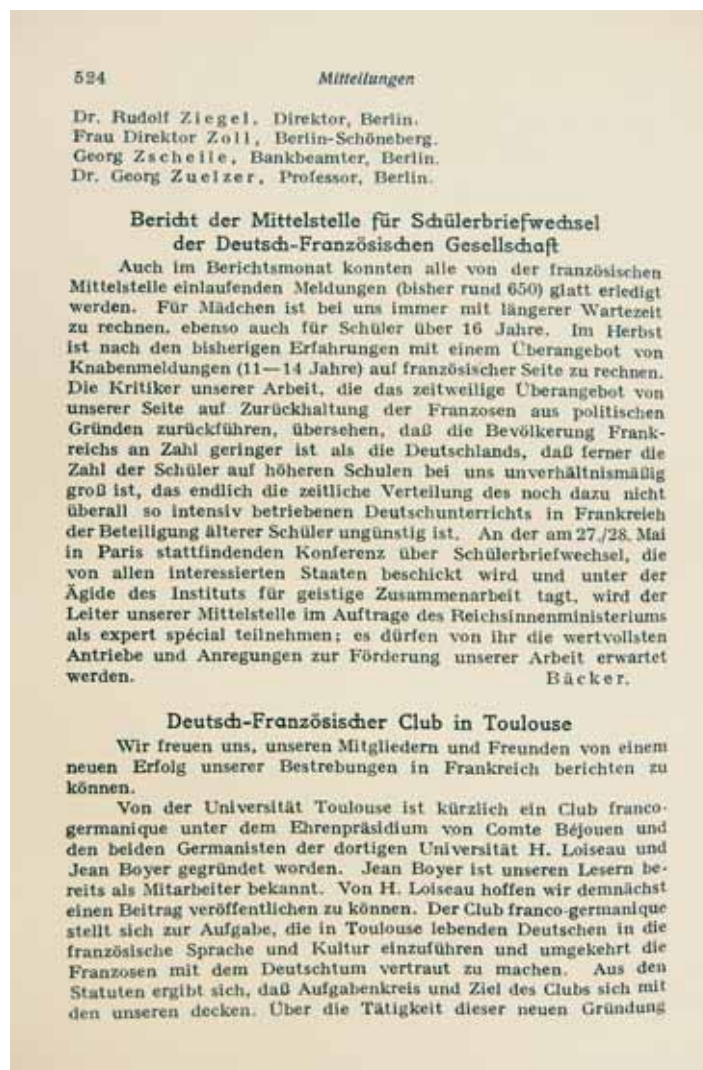 524 Mitteilungen
Dr. Rudolf Ziegel, Direktor, Berlin.
Frau Direktor Zoll, Berlin-Schöneberg.
Georg Zscheile, Bankbeamter, Berlin.
Dr. Georg Zuelzer, Professor, Berlin.
Bericht der Mittelstelle für Schülerbriefwechsel
der Deutsch-Französischen Gesellschaft
Auch im Berichtsmonat konnten alle von der französischen
Mittelstelle einlaufenden Meldungen (bisher rund 650) glatt erledigt
werden. Für Mädchen ist bei uns immer mit längerer Wartezeit
zu rechnen, ebenso auch für Schüler über 16 Jahre. Im Herbst
ist nach den bisherigen Erfahrungen mit einem Überangebot von
Knabenmeldungen (11—14 Jahre) auf französischer Seite zu rechnen.
Die Kritiker unserer Arbeit, die das zeitweilige Überangebot von
unserer Seite auf Zurückhaltung der Franzosen aus politischen
Gründen zurückführen, übersehen, daß die Bevölkerung Frank-
reichs an Zahl geringer ist als die Deutschlands, daß ferner die
Zahl der Schüler auf höheren Schulen bei uns unverhältnismäßig
groß ist, das endlich die zeitliche Verteilung des noch dazu nicht
überall so intensiv betriebenen Deutschunterrichts in Frankreich
der Beteiligung älterer Schüler ungünstig ist. An der am 27./28. Mai
in Paris stattfindenden Konferenz über Schülerbriefwechsel, die
von allen interessierten Staaten beschickt wird und unter der
Ägide des Instituts für geistige Zusammenarbeit tagt, wird der
Leiter unserer Mittelstelle im Auftrage des Reichsinnenministeriums
als expert spécial teilnehmen; es dürfen von ihr die wertvollsten
Antriebe und Anregungen zur Förderung unserer Arbeit erwartet
werden. Bäcker.
Deutsch-Französischer Club in Toulouse
Wir freuen uns, unseren Mitgliedern und Freunden von einem
neuen Erfolg unserer Bestrebungen in Frankreich berichten zu
können.
Von der Universität Toulouse ist kürzlich ein Club franco-
germanique unter dem Ehrenpräsidium von Comte Béjouen und
den beiden Germanisten der dortigen Universität H. Loiseau und
Jean Boyer gegründet worden. Jean Boyer ist unseren Lesern be-
reits als Mitarbeiter bekannt. Von H. Loiseau hoffen wir demnächst
einen Beitrag veröffentlichen zu können. Der Club franco-germanique
stellt sich zur Aufgabe, die in Toulouse lebenden Deutschen in die
französische Sprache und Kultur einzuführen und umgekehrt die
Franzosen mit dem Deutschtum vertraut zu machen. Aus den
Statuten ergibt sich, daß Aufgabenkreis und Ziel des Clubs sich mit
den unseren decken. Über die Tätigkeit dieser neuen Gründung